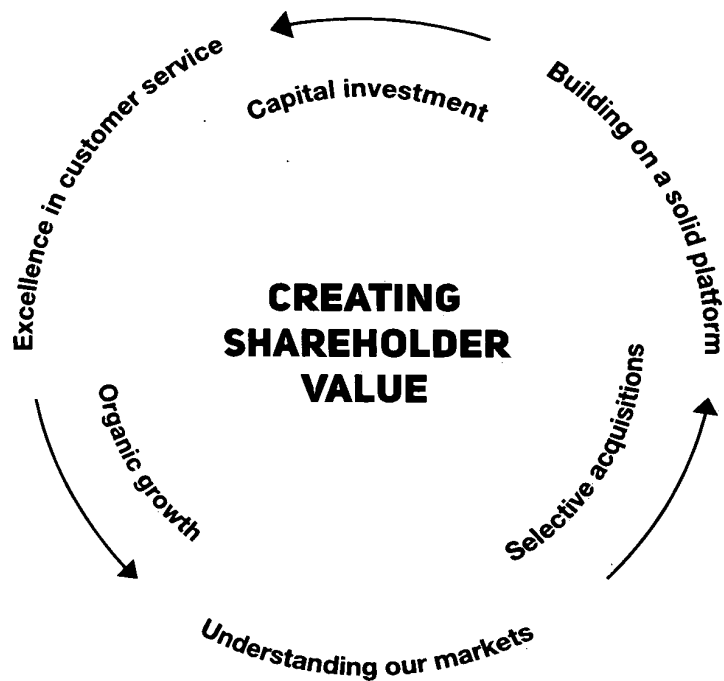 Capital investment
Excellence in customer service
Building on a solid platform
CREATING
SHAREHOLDER
VALUE
Organic growth
Selective acquisitions
Understanding our markets